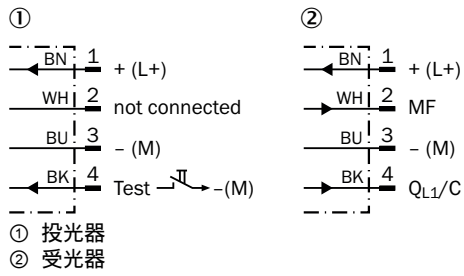 ① ②
BN 1 + (L+) BN 1 + (L+)
WH 2 not connected WH 2 MF
BU 3 – (M) BU 3 – (M)
BK 4 Test –(M) BK 4 QL1/C
① 投光器
② 受光器